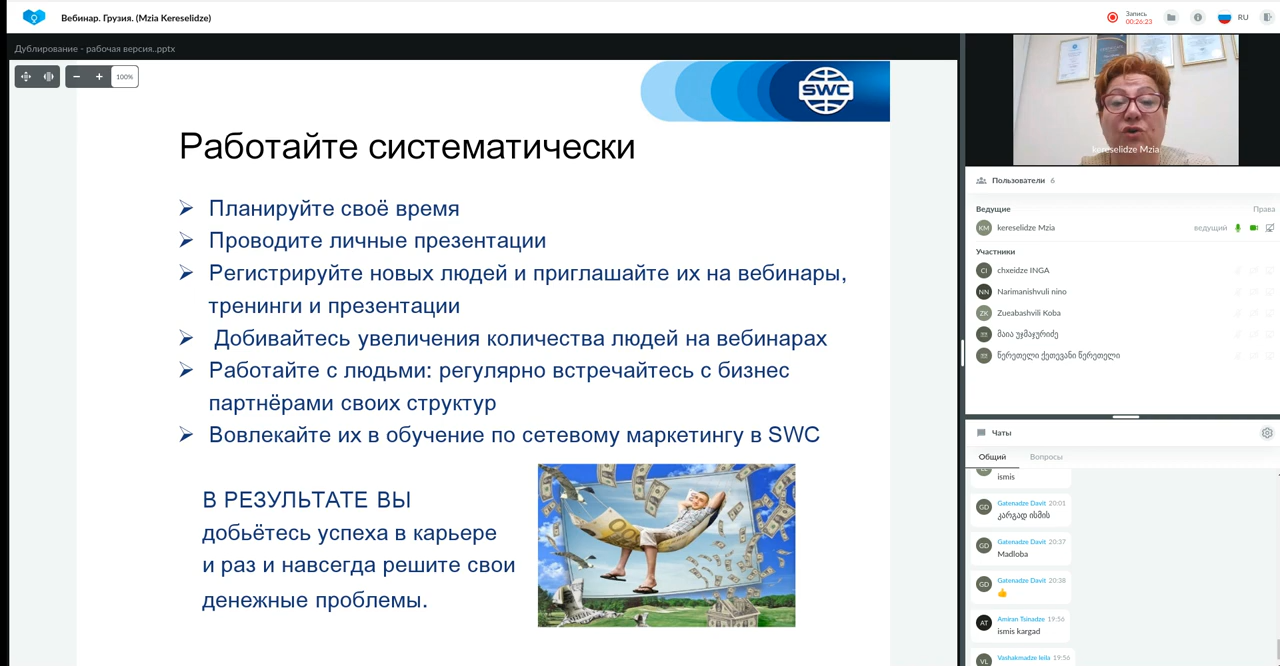 Вебинар. Грузия. (Mzia Kereselidze)
Запись
00:26:23
RU
Дублирование - рабочая версия..pptx
100%
SWC
Работайте систематически
Планируйте своё время
Проводите личные презентации
Регистрируйте новых людей и приглашайте их на вебинары,
тренинги и презентации
Добивайтесь увеличения количества людей на вебинарах
Работайте с людьми: регулярно встречайтесь с бизнес
партнёрами своих структур
Вовлекайте их в обучение по сетевому маркетингу в SWC
В РЕЗУЛЬТАТЕ ВЫ
добьётесь успеха в карьере
и раз и навсегда решите свои
денежные проблемы.
kereselidze Mzia
Пользователи 6
Ведущие Права
KM kereselidze Mzia ведущий
Участники
CI chxeidze INGA
NN Narimanishvuli nino
ZK Zueabashvili Koba
მაია უჯმაჯურიძე
წერეთელი ქეთევანი წერეთელი
Чаты
Общий Вопросы
ismis
GD Gatenadze Davit 20:01
კარგად ისმის
GD Gatenadze Davit 20:37
Madloba
GD Gatenadze Davit 20:38
👍
AT Amiran Tsinadze 19:56
ismis kargad
VL Vashakmadze leila 19:56